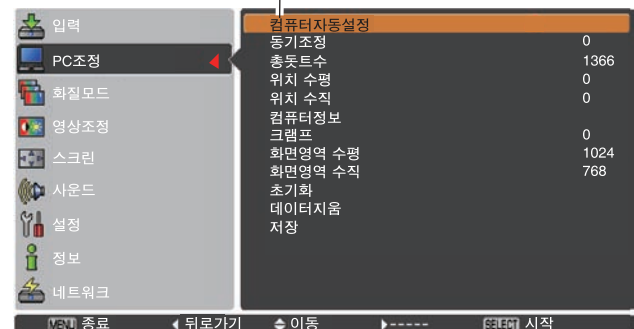 입력
PC조정
화질모드
영상조정
스크린
사운드
설정
정보
네트워크
컴퓨터자동설정
동기조정 0
총돗트수 1366
위치 수평 0
위치 수직 0
컴퓨터정보
크램프 0
화면영역 수평 1024
화면영역 수직 768
초기화
데이터지움
저장
MENU 종료 뒤로가기 이동 ----- SELECT 시작